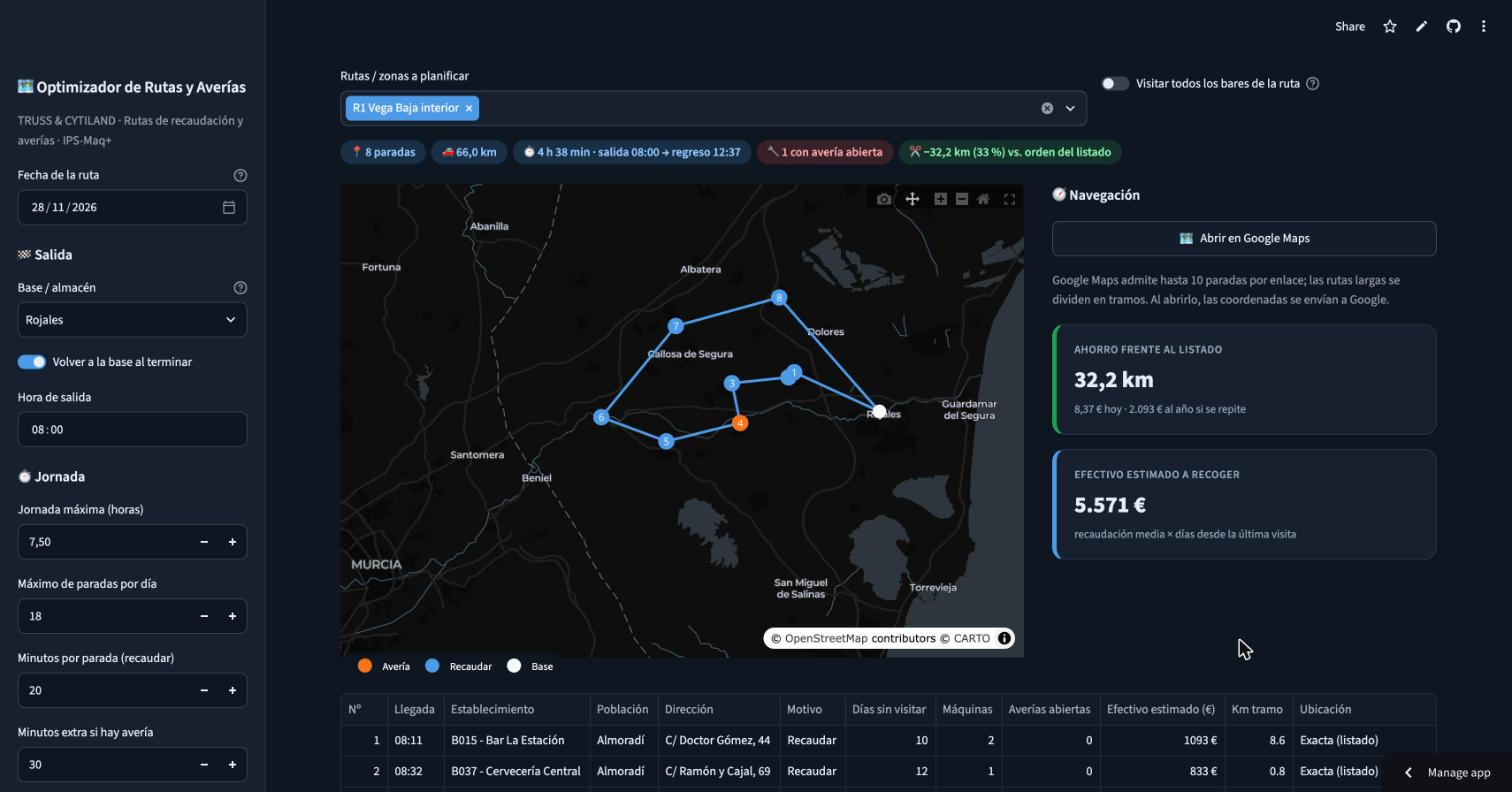 Share
Optimizador de Rutas y Averías
TRUSS & CYTILAND · Rutas de recaudación y
averías · IPS-Maq+
Fecha de la ruta
28/11/2026
Salida
Base / almacén
Rojales
Volver a la base al terminar
Hora de salida
08:00
Jornada
Jornada máxima (horas)
7,50
Máximo de paradas por día
18
Minutos por parada (recaudar)
20
Minutos extra si hay avería
30
Rutas / zonas a planificar
R1 Vega Baja interior ×
Visitar todos los bares de la ruta
8 paradas
66,0 km
4 h 38 min · salida 08:00 → regreso 12:37
1 con avería abierta
−32,2 km (33 %) vs. orden del listado
Abanilla
Fortuna
Albatera
8
7
Dolores
Callosa de Segura
1
3
6
4
Guardamar
del Segura
5
Santomera
Beniel
MURCIA
San Miguel
de Salinas
Torrevieja
© OpenStreetMap contributors © CARTO
Avería
Recaudar
Base
Navegación
Abrir en Google Maps
Google Maps admite hasta 10 paradas por enlace; las rutas largas se
dividen en tramos. Al abrirlo, las coordenadas se envían a Google.
AHORRO FRENTE AL LISTADO
32,2 km
8,37 € hoy · 2.093 € al año si se repite
EFECTIVO ESTIMADO A RECOGER
5.571 €
recaudación media × días desde la última visita
Nº Llegada Establecimiento Población Dirección Motivo Días sin visitar Máquinas Averías abiertas Efectivo estimado (€) Km tramo Ubicación
1 08:11 B015 - Bar La Estación Almoradí C/ Doctor Gómez, 44 Recaudar 10 2 0 1093 € 8.6 Exacta (listado)
2 08:32 B037 - Cervecería Central Almoradí C/ Ramón y Cajal, 69 Recaudar 12 1 0 833 € 0.8 Exacta (listado)
Manage app